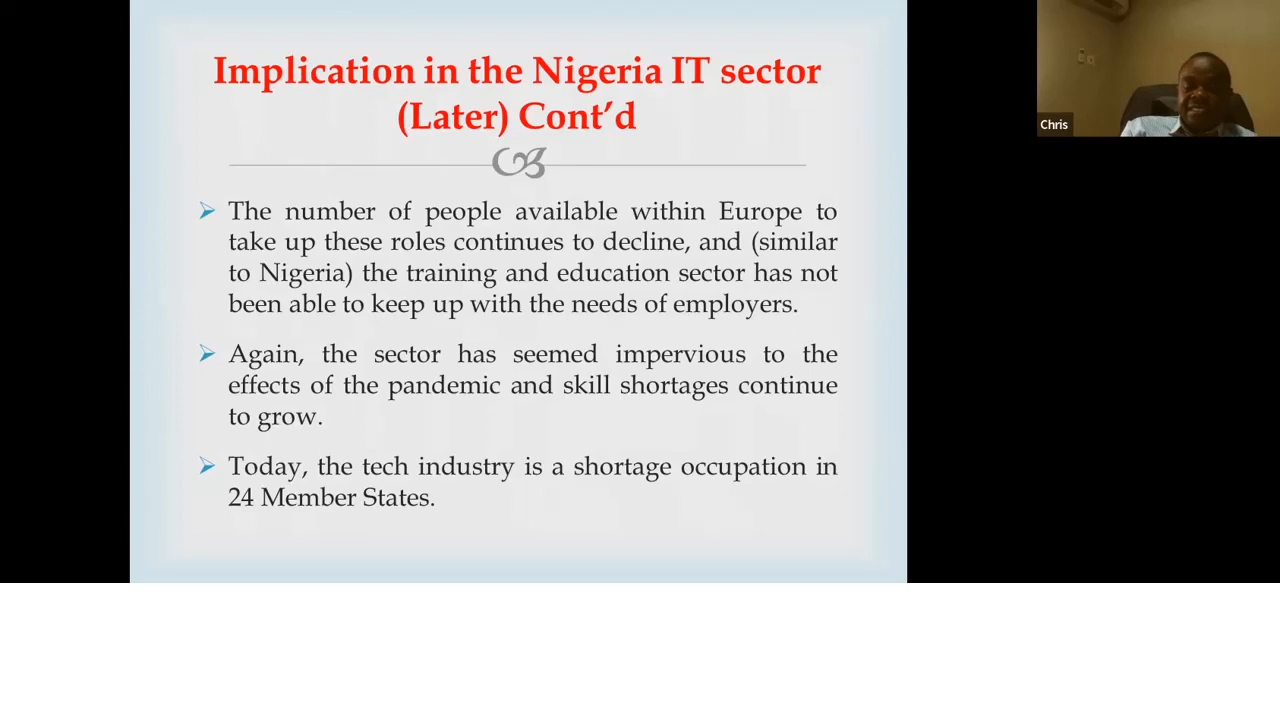 Implication in the Nigeria IT sector
(Later) Cont’d
The number of people available within Europe to
take up these roles continues to decline, and (similar
to Nigeria) the training and education sector has not
been able to keep up with the needs of employers.
Again, the sector has seemed impervious to the
effects of the pandemic and skill shortages continue
to grow.
Today, the tech industry is a shortage occupation in
24 Member States.
Chris